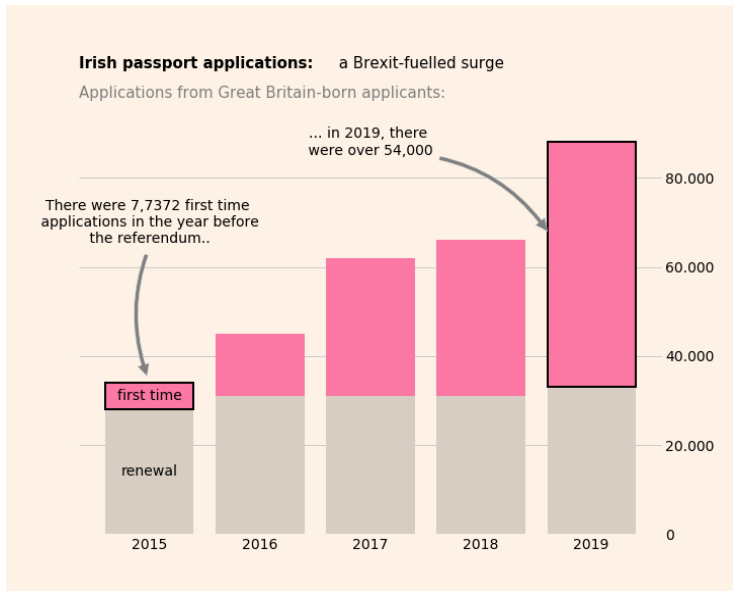 Irish passport applications: a Brexit-fuelled surge
Applications from Great Britain-born applicants:
... in 2019, there
were over 54,000
There were 7,7372 first time
applications in the year before
the referendum..
80.000
60.000
40.000
20.000
0
first time
renewal
2015 2016 2017 2018 2019